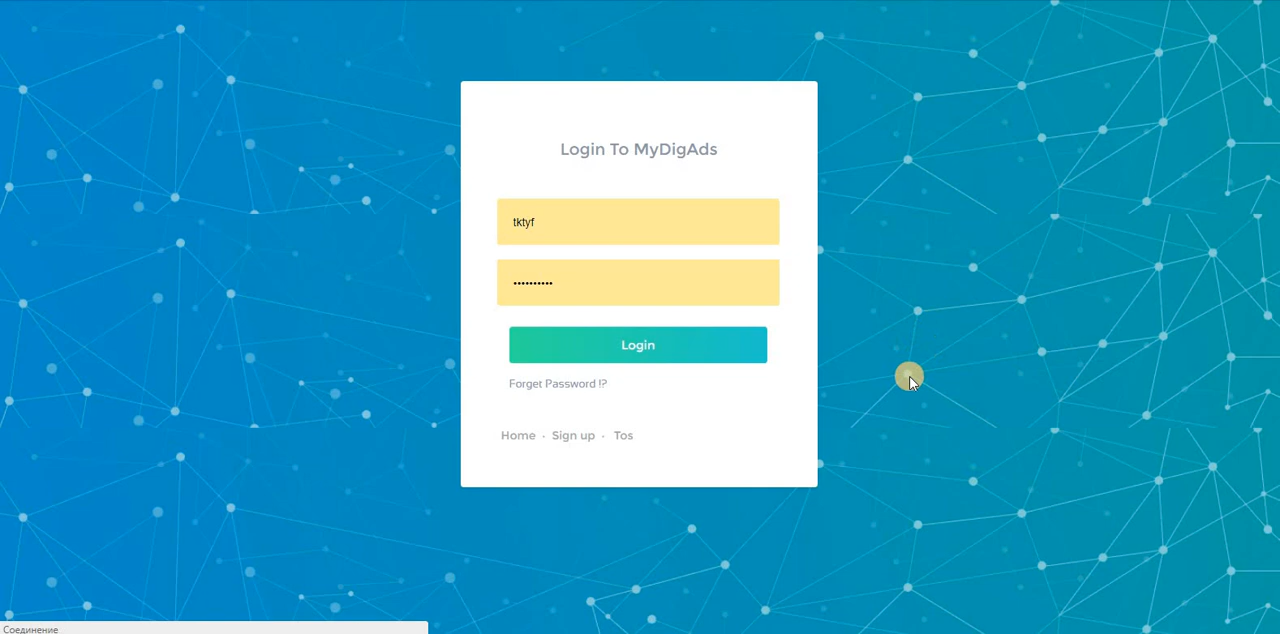 Login To MyDigAds
tktyf
••••••••••
Login
Forget Password !?
Home · Sign up · Tos
Соединение